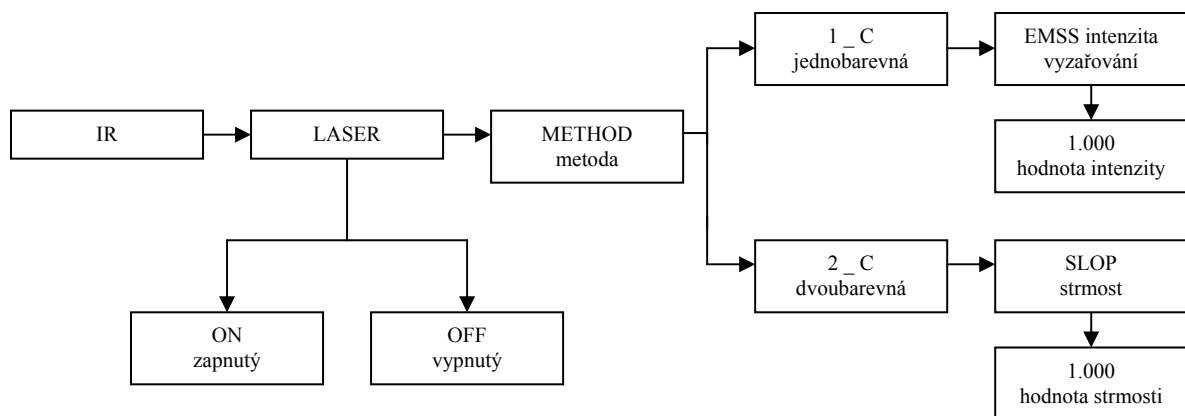 1 _ C
jednobarevná
EMSS intenzita
vyzařování
IR
LASER
METHOD
metoda
1.000
hodnota intenzity
2 _ C
dvoubarevná
SLOP
strmost
ON
zapnutý
OFF
vypnutý
1.000
hodnota strmosti